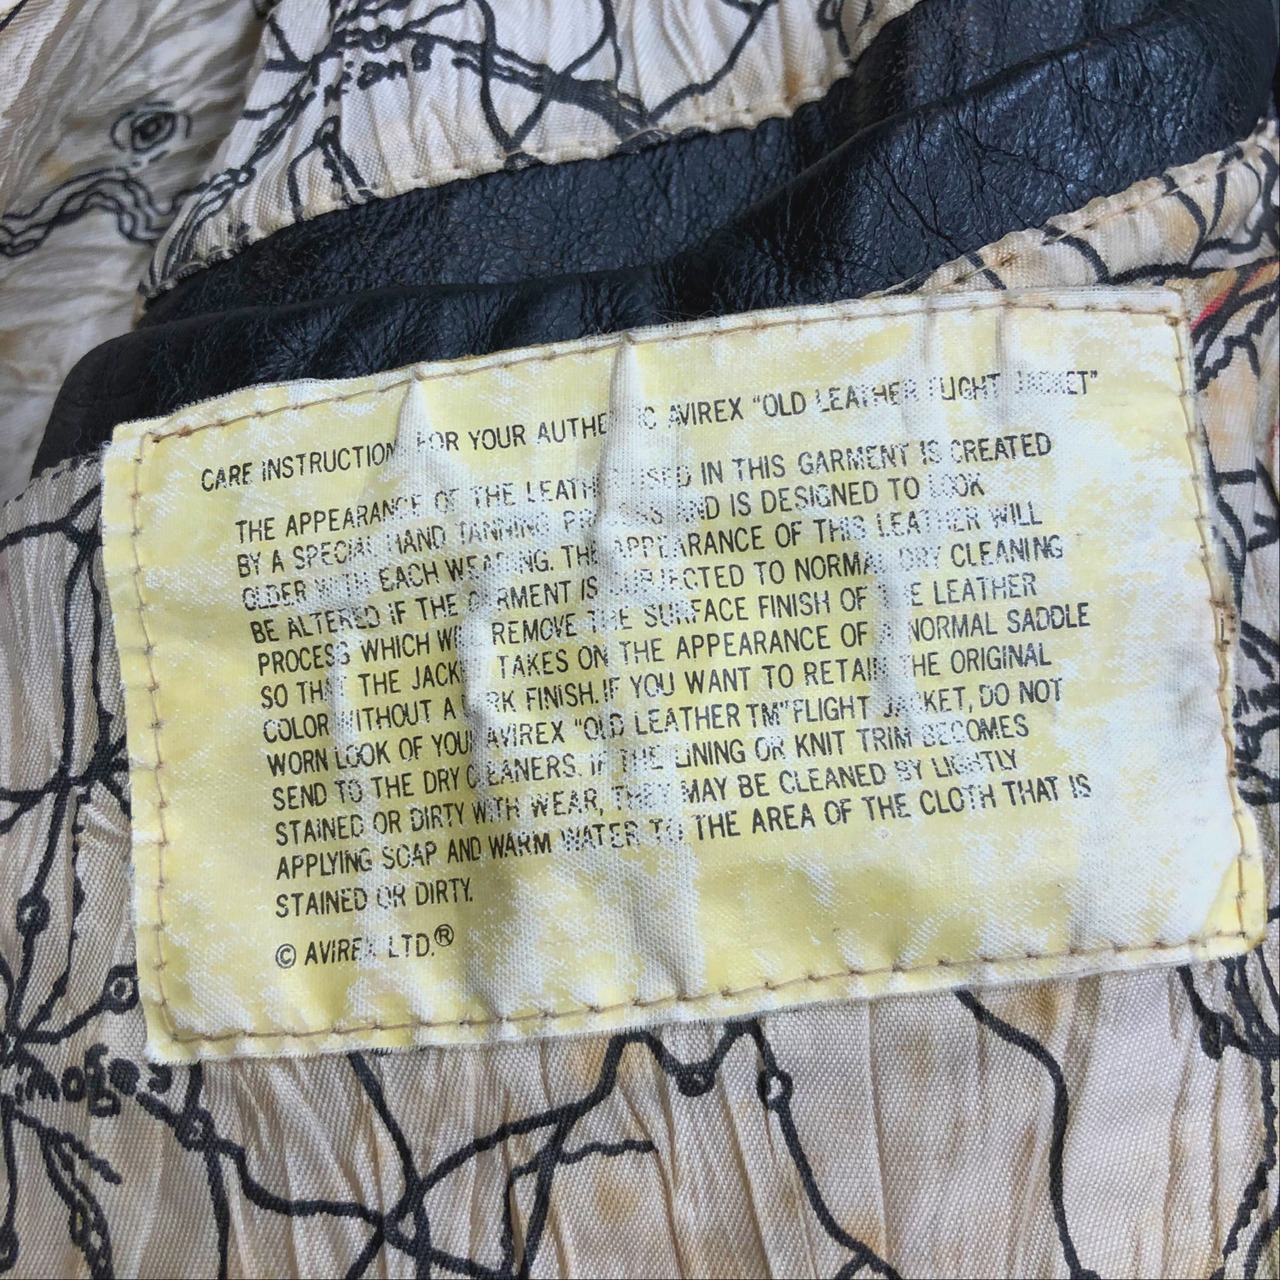 eans
CARE INSTRUCTION FOR YOUR AUTHENTIC AVIREX "OLD LEATHER FLIGHT JACKET"
THE APPEARANCE OF THE LEATHER USED IN THIS GARMENT IS CREATED
BY A SPECIAL HAND TANNING PROCESS AND IS DESIGNED TO LOOK
OLDER WITH EACH WEARING. THE APPEARANCE OF THIS LEATHER WILL
BE ALTERED IF THE GARMENT IS SUBJECTED TO NORMAL DRY CLEANING
PROCESS WHICH WILL REMOVE THE SURFACE FINISH OF THE LEATHER
SO THAT THE JACKET TAKES ON THE APPEARANCE OF A NORMAL SADDLE
COLOR WITHOUT A DARK FINISH. IF YOU WANT TO RETAIN THE ORIGINAL
WORN LOOK OF YOUR AVIREX "OLD LEATHER TM" FLIGHT JACKET, DO NOT
SEND TO THE DRY CLEANERS. IF THE LINING OR KNIT TRIM BECOMES
STAINED OR DIRTY WITH WEAR, THEY MAY BE CLEANED BY LIGHTLY
APPLYING SOAP AND WARM WATER TO THE AREA OF THE CLOTH THAT IS
STAINED OR DIRTY.
© AVIREX LTD.®